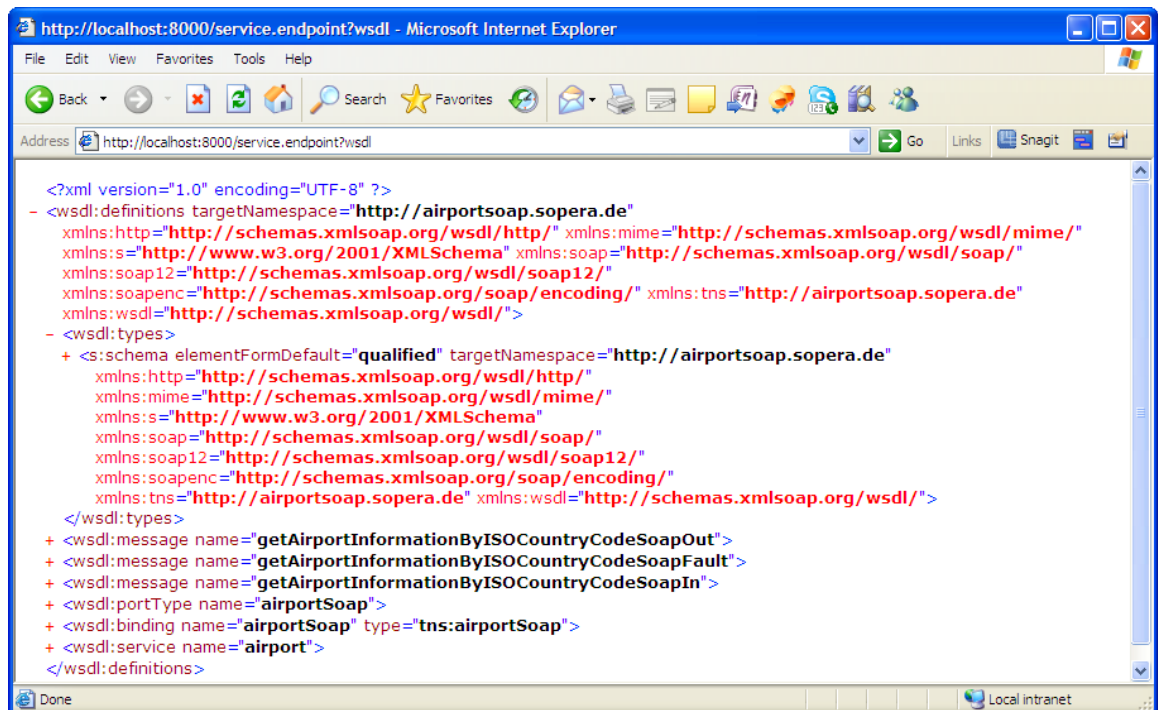 http://localhost:8000/service.endpoint?wsdl - Microsoft Internet Explorer
File Edit View Favorites Tools Help
Back Search Favorites 123
Address http://localhost:8000/service.endpoint?wsdl Go Links Snagit
<?xml version="1.0" encoding="UTF-8" ?>
- <wsdl:definitions targetNamespace="http://airportsoap.sopera.de"
xmlns:http="http://schemas.xmlsoap.org/wsdl/http/" xmlns:mime="http://schemas.xmlsoap.org/wsdl/mime/"
xmlns:s="http://www.w3.org/2001/XMLSchema" xmlns:soap="http://schemas.xmlsoap.org/wsdl/soap/"
xmlns:soap12="http://schemas.xmlsoap.org/wsdl/soap12/"
xmlns:soapenc="http://schemas.xmlsoap.org/soap/encoding/" xmlns:tns="http://airportsoap.sopera.de"
xmlns:wsdl="http://schemas.xmlsoap.org/wsdl/">
- <wsdl:types>
+ <s:schema elementFormDefault="qualified" targetNamespace="http://airportsoap.sopera.de"
xmlns:http="http://schemas.xmlsoap.org/wsdl/http/"
xmlns:mime="http://schemas.xmlsoap.org/wsdl/mime/"
xmlns:s="http://www.w3.org/2001/XMLSchema"
xmlns:soap="http://schemas.xmlsoap.org/wsdl/soap/"
xmlns:soap12="http://schemas.xmlsoap.org/wsdl/soap12/"
xmlns:soapenc="http://schemas.xmlsoap.org/soap/encoding/"
xmlns:tns="http://airportsoap.sopera.de" xmlns:wsdl="http://schemas.xmlsoap.org/wsdl/">
</wsdl:types>
+ <wsdl:message name="getAirportInformationByISOCountryCodeSoapOut">
+ <wsdl:message name="getAirportInformationByISOCountryCodeSoapFault">
+ <wsdl:message name="getAirportInformationByISOCountryCodeSoapIn">
+ <wsdl:portType name="airportSoap">
+ <wsdl:binding name="airportSoap" type="tns:airportSoap">
+ <wsdl:service name="airport">
</wsdl:definitions>
Done Local intranet